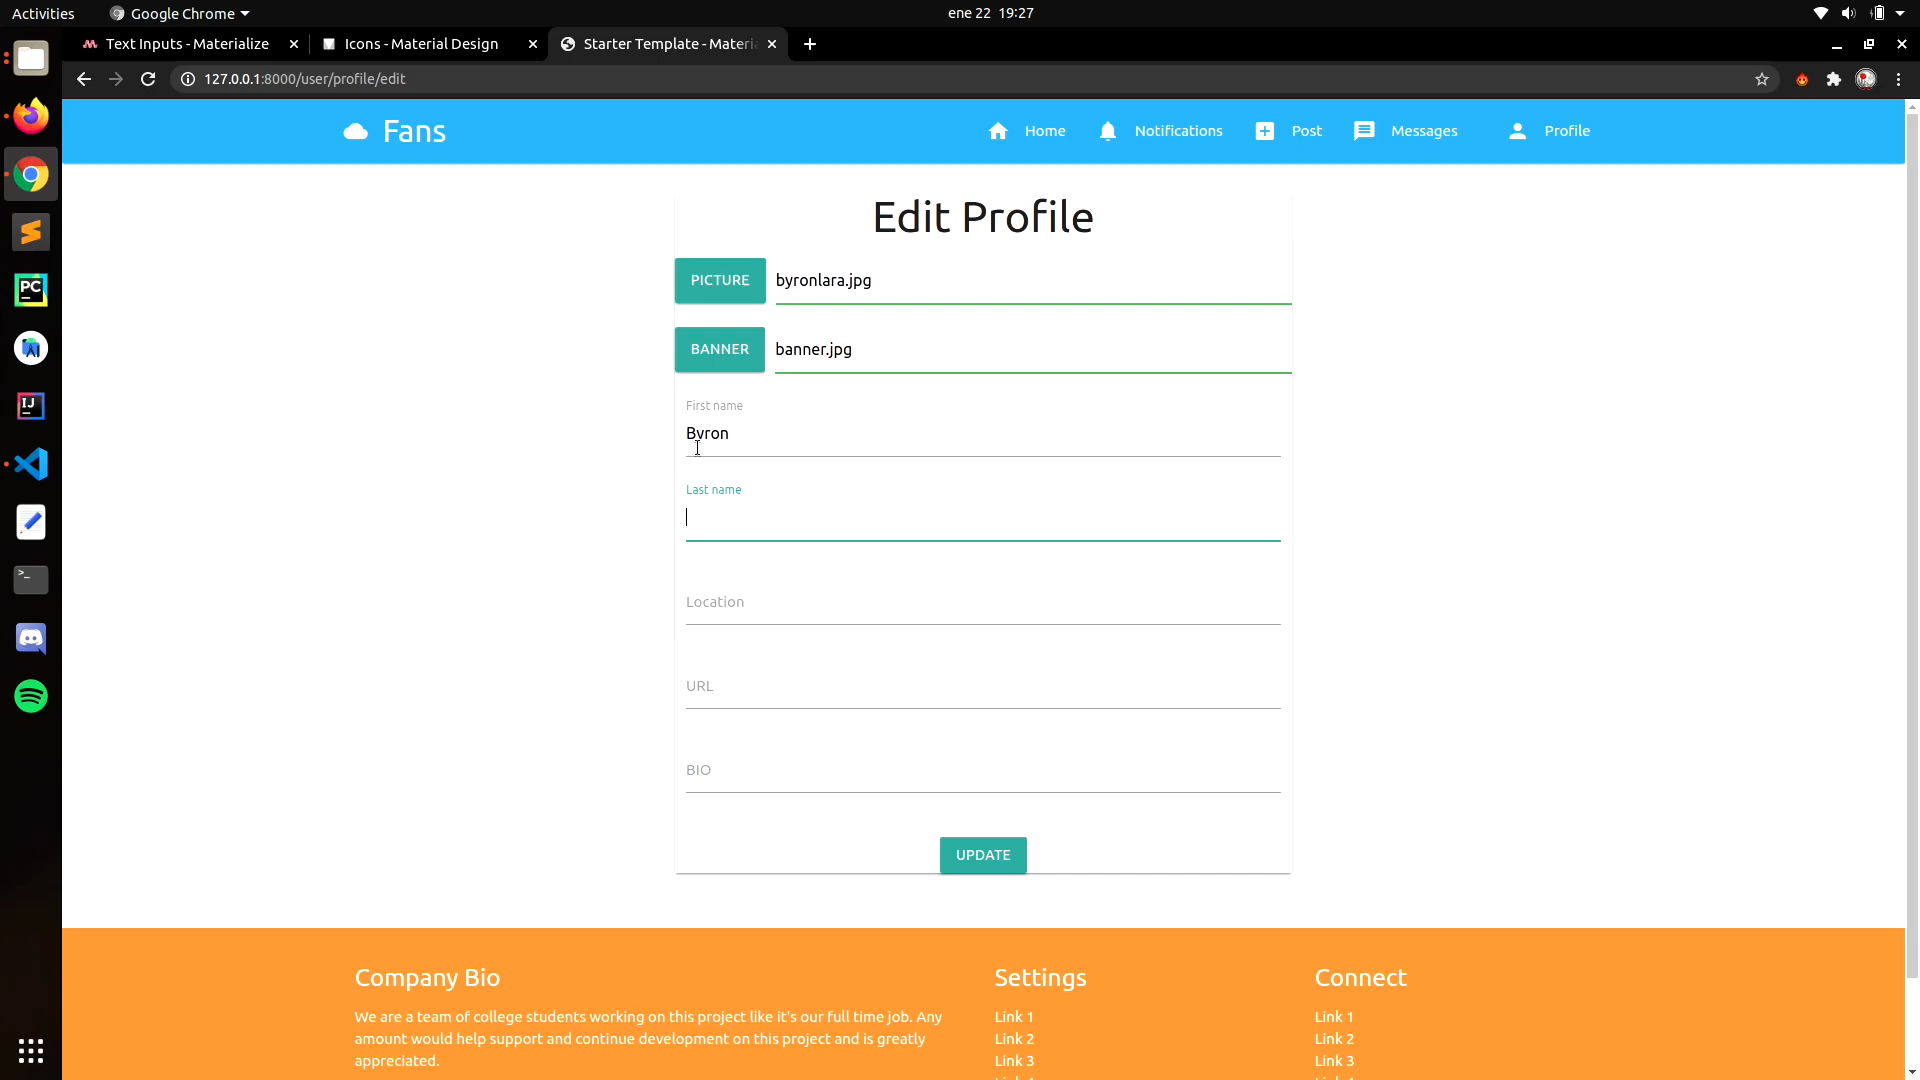 Activities
Google Chrome
ene 22 19:27
Text Inputs - Materialize
Icons - Material Design
Starter Template - Materi
127.0.0.1:8000/user/profile/edit
Fans
Home
Notifications
Post
Messages
Profile
Edit Profile
PICTURE
byronlara.jpg
BANNER
banner.jpg
First name
Byron
Last name
Location
URL
BIO
UPDATE
Company Bio
We are a team of college students working on this project like it's our full time job. Any
amount would help support and continue development on this project and is greatly
appreciated.
Settings
Link 1
Link 2
Link 3
Connect
Link 1
Link 2
Link 3
PC
IJ
>_